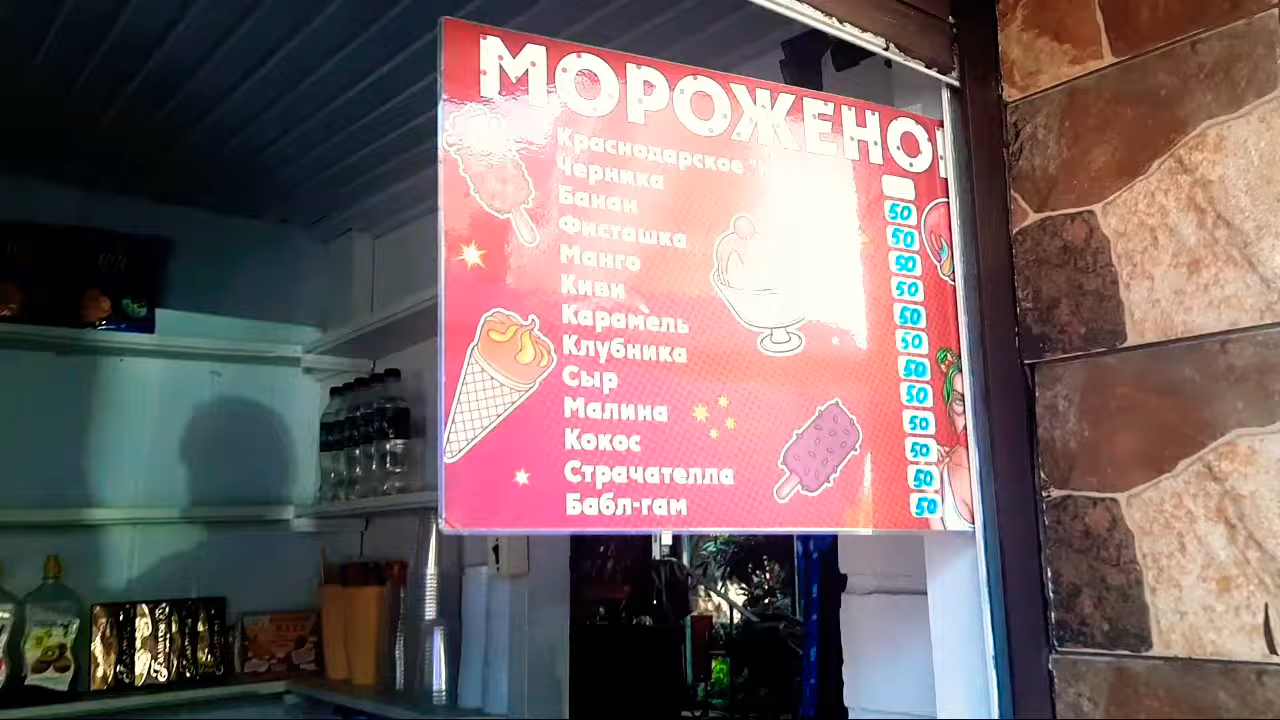 МОРОЖЕНО
Краснодарское
Черника 50
Банан 50
Фисташка 50
Манго 50
Киви 50
Карамель 50
Клубника 50
Сыр 50
Малина 50
Кокос 50
Страчателла 50
Бабл-гам 50